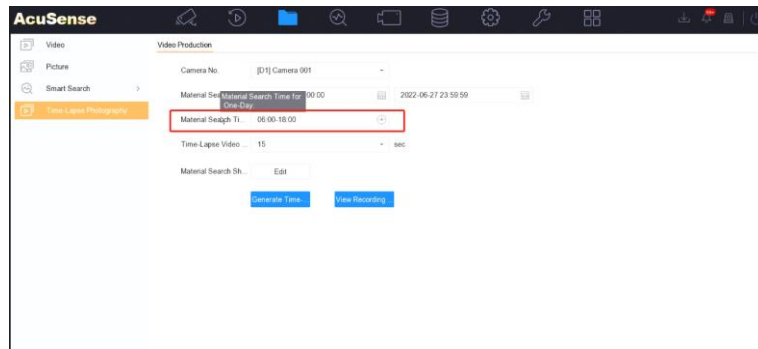 AcuSense
Video
Picture
Smart Search
Time-Lapse Photography
Video Production
Camera No. [D1] Camera 001
Material Sea 00:00 2022-06-27 23:59:59
Material Search Time for
One-Day
Material Search Ti... 06:00-18:00
Time-Lapse Video ... 15 sec
Material Search Sh... Edit
Generate Time-... View Recording ...